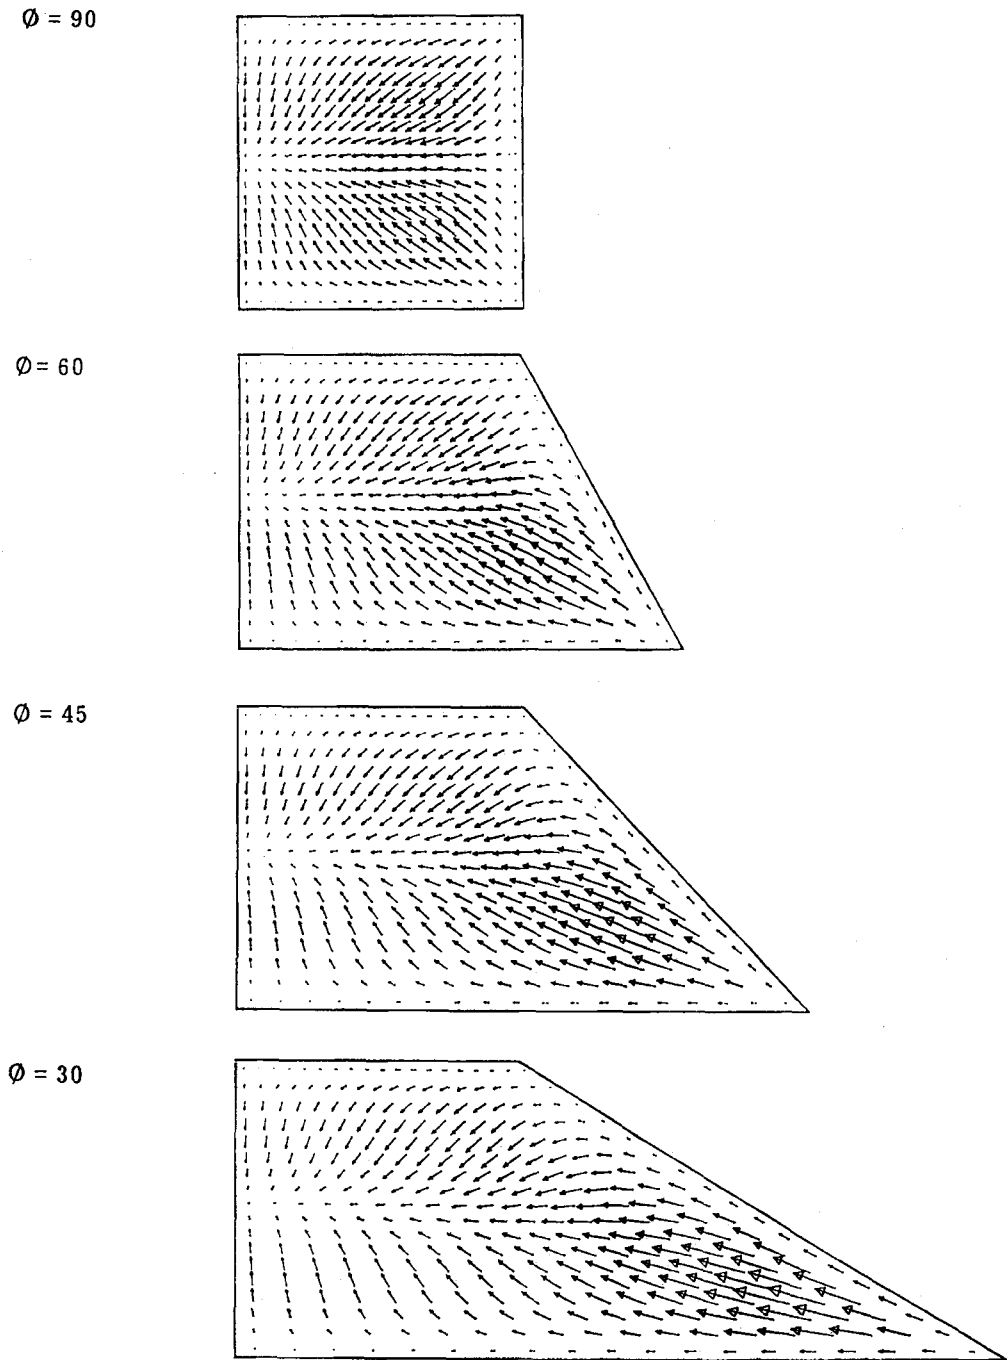 Ø = 90
Ø = 60
Ø = 45
Ø = 30